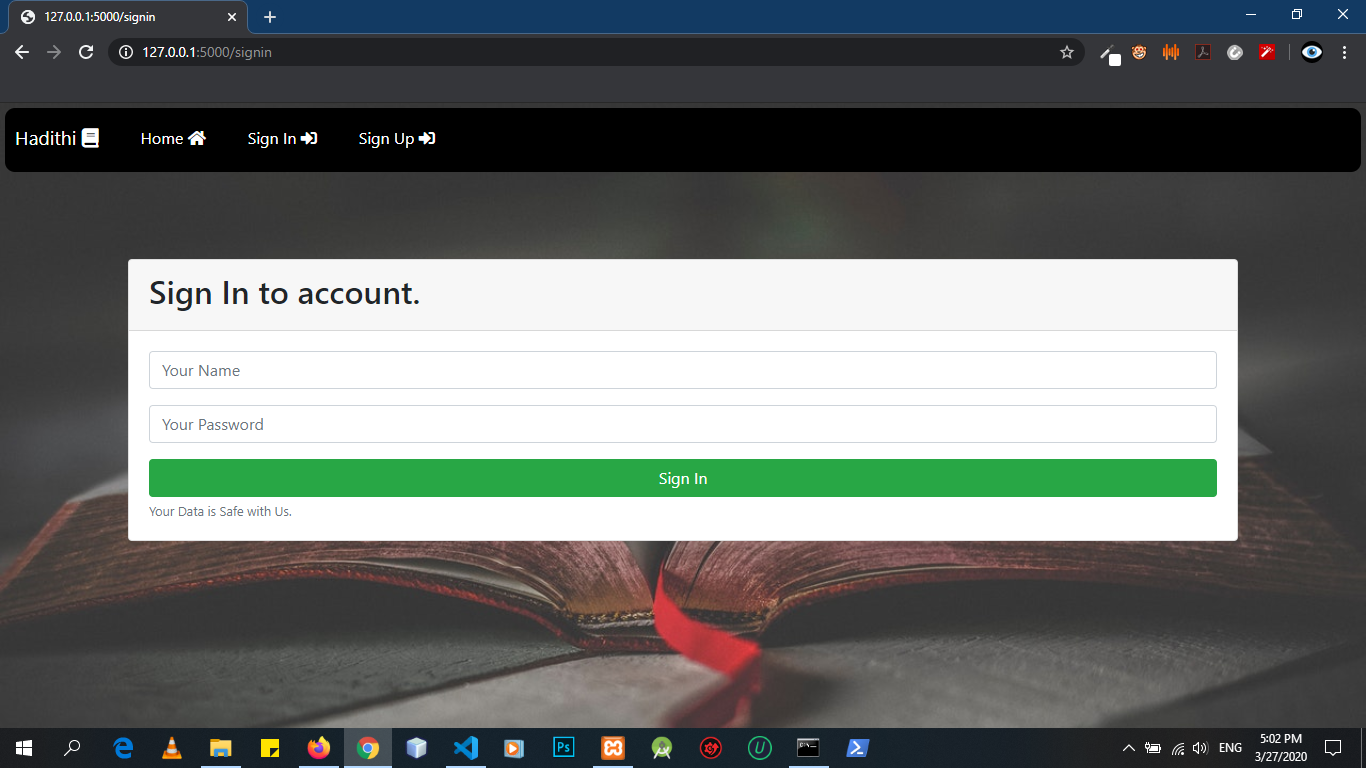 127.0.0.1:5000/signin
127.0.0.1:5000/signin
Hadithi Home Sign In Sign Up
Sign In to account.
Your Name
Your Password
Sign In
Your Data is Safe with Us.
Ps
ENG
5:02 PM
3/27/2020